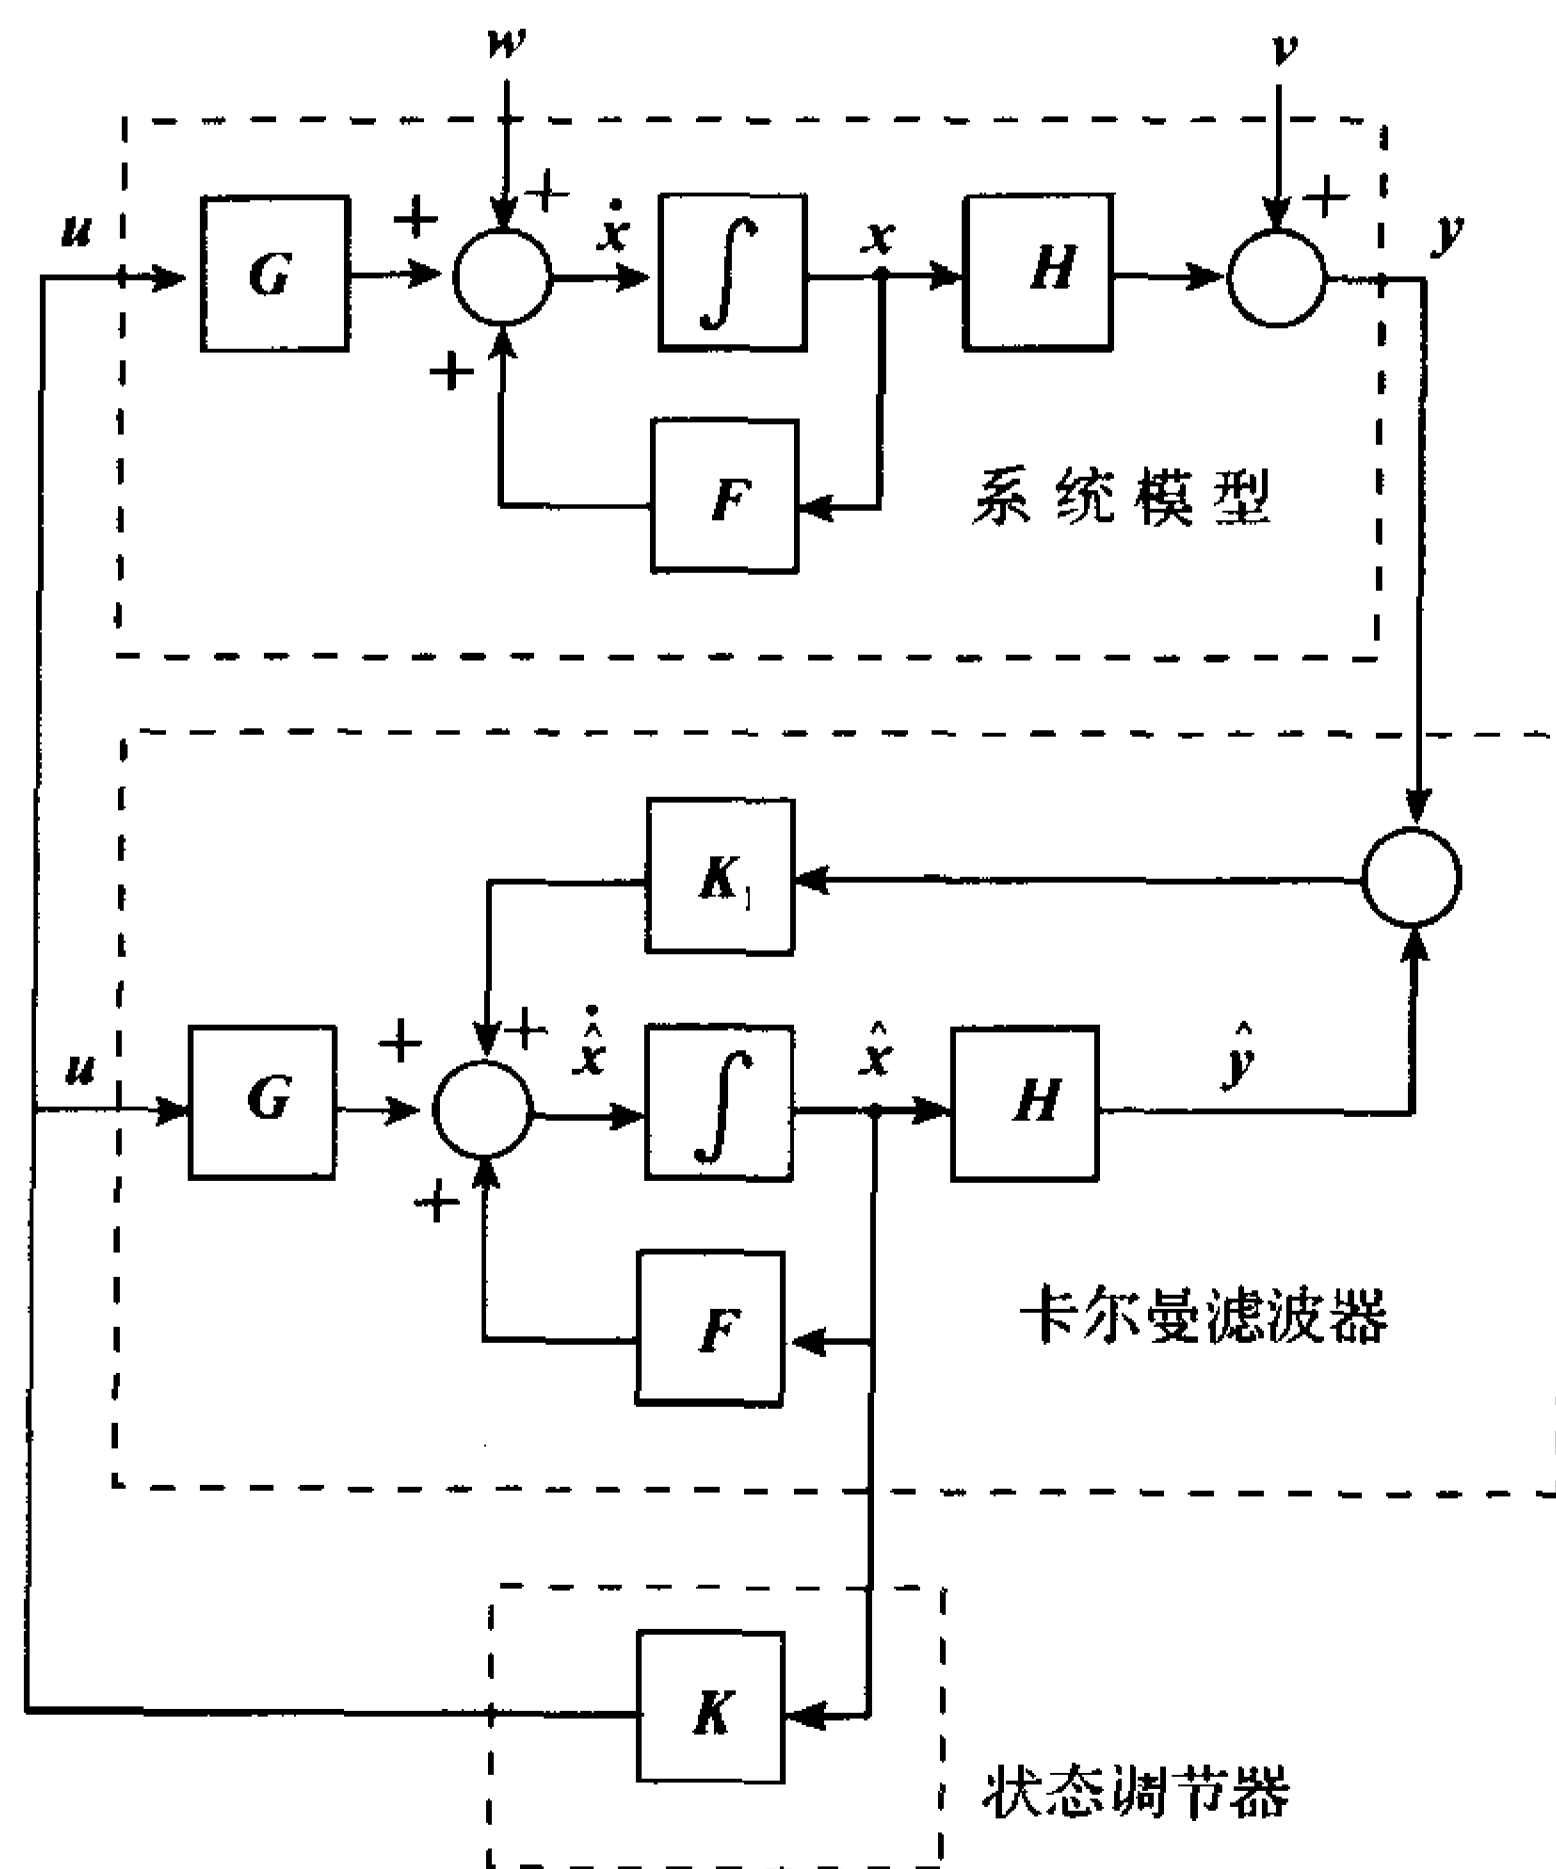 w v
u G + + ẋ ∫ x H + y
+ F 系统模型
K₁
u G + + x̂̇ ∫ x̂ H ŷ
+ F 卡尔曼滤波器
K
状态调节器